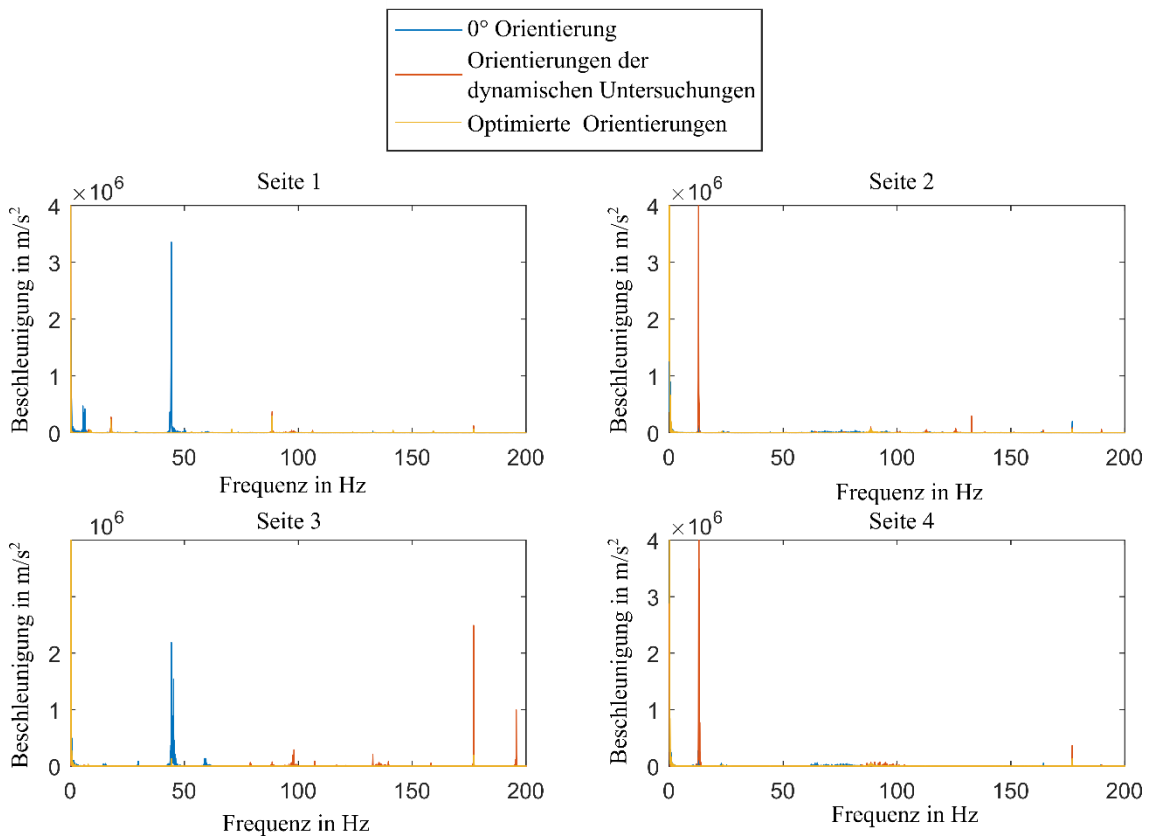 0° Orientierung
Orientierungen der
dynamischen Untersuchungen
Optimierte Orientierungen
Seite 1
×10⁶
Beschleunigung in m/s²
4
3
2
1
0
0 50 100 150 200
Frequenz in Hz
Seite 2
×10⁶
Beschleunigung in m/s²
4
3
2
1
0
0 50 100 150 200
Frequenz in Hz
Seite 3
10⁶
Beschleunigung in m/s²
2
1
0
0 50 100 150 200
Frequenz in Hz
Seite 4
×10⁶
Beschleunigung in m/s²
4
3
2
1
0
0 50 100 150 200
Frequenz in Hz